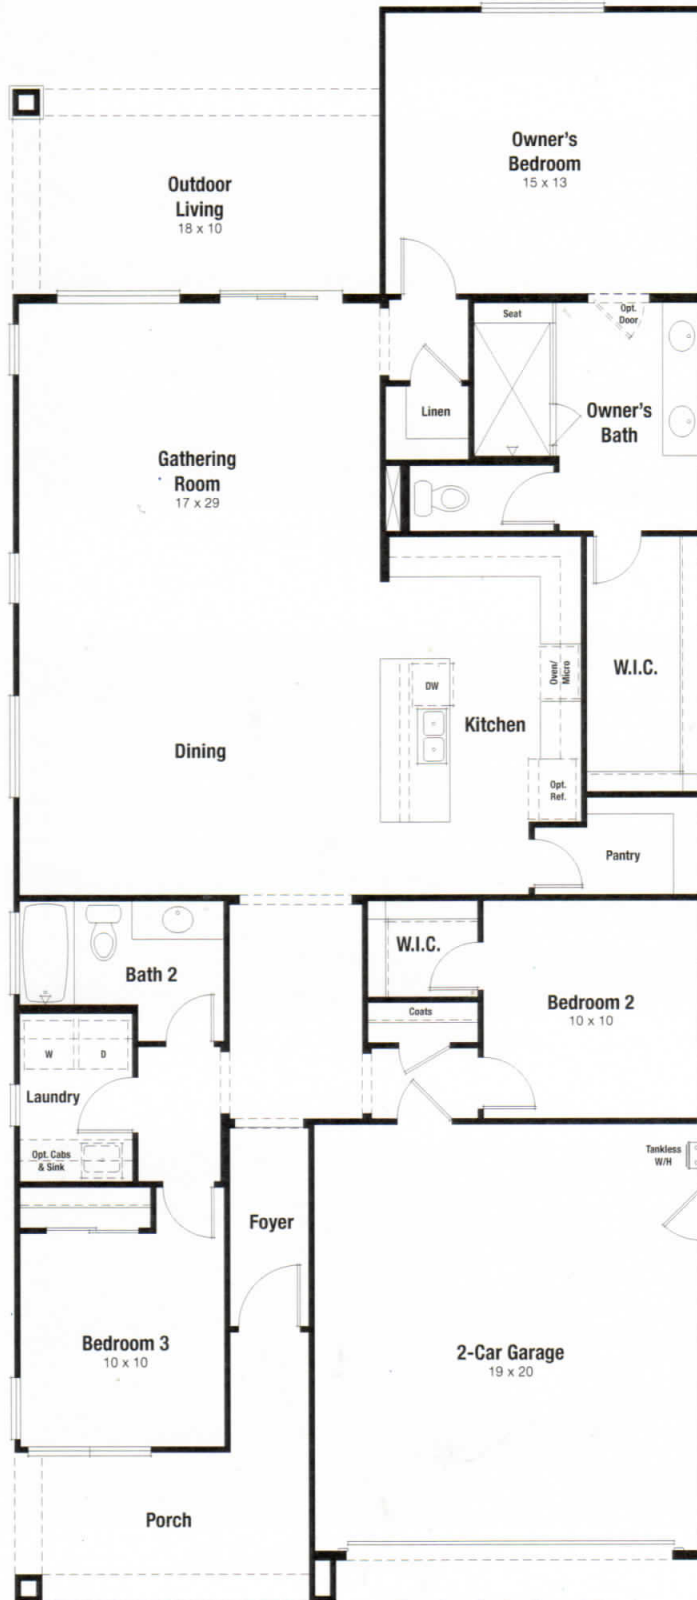 Owner's
Bedroom
15 x 13
Outdoor
Living
18 x 10
Seat
Opt.
Door
Linen
Owner's
Bath
Gathering
Room
17 x 29
Oven/
Micro
W.I.C.
DW
Kitchen
Dining
Opt.
Ref.
Pantry
W.I.C.
Bath 2
Bedroom 2
10 x 10
Coats
W
D
Laundry
Opt. Cabs
& Sink
Tankless
W/H
Foyer
Bedroom 3
10 x 10
2-Car Garage
19 x 20
Porch